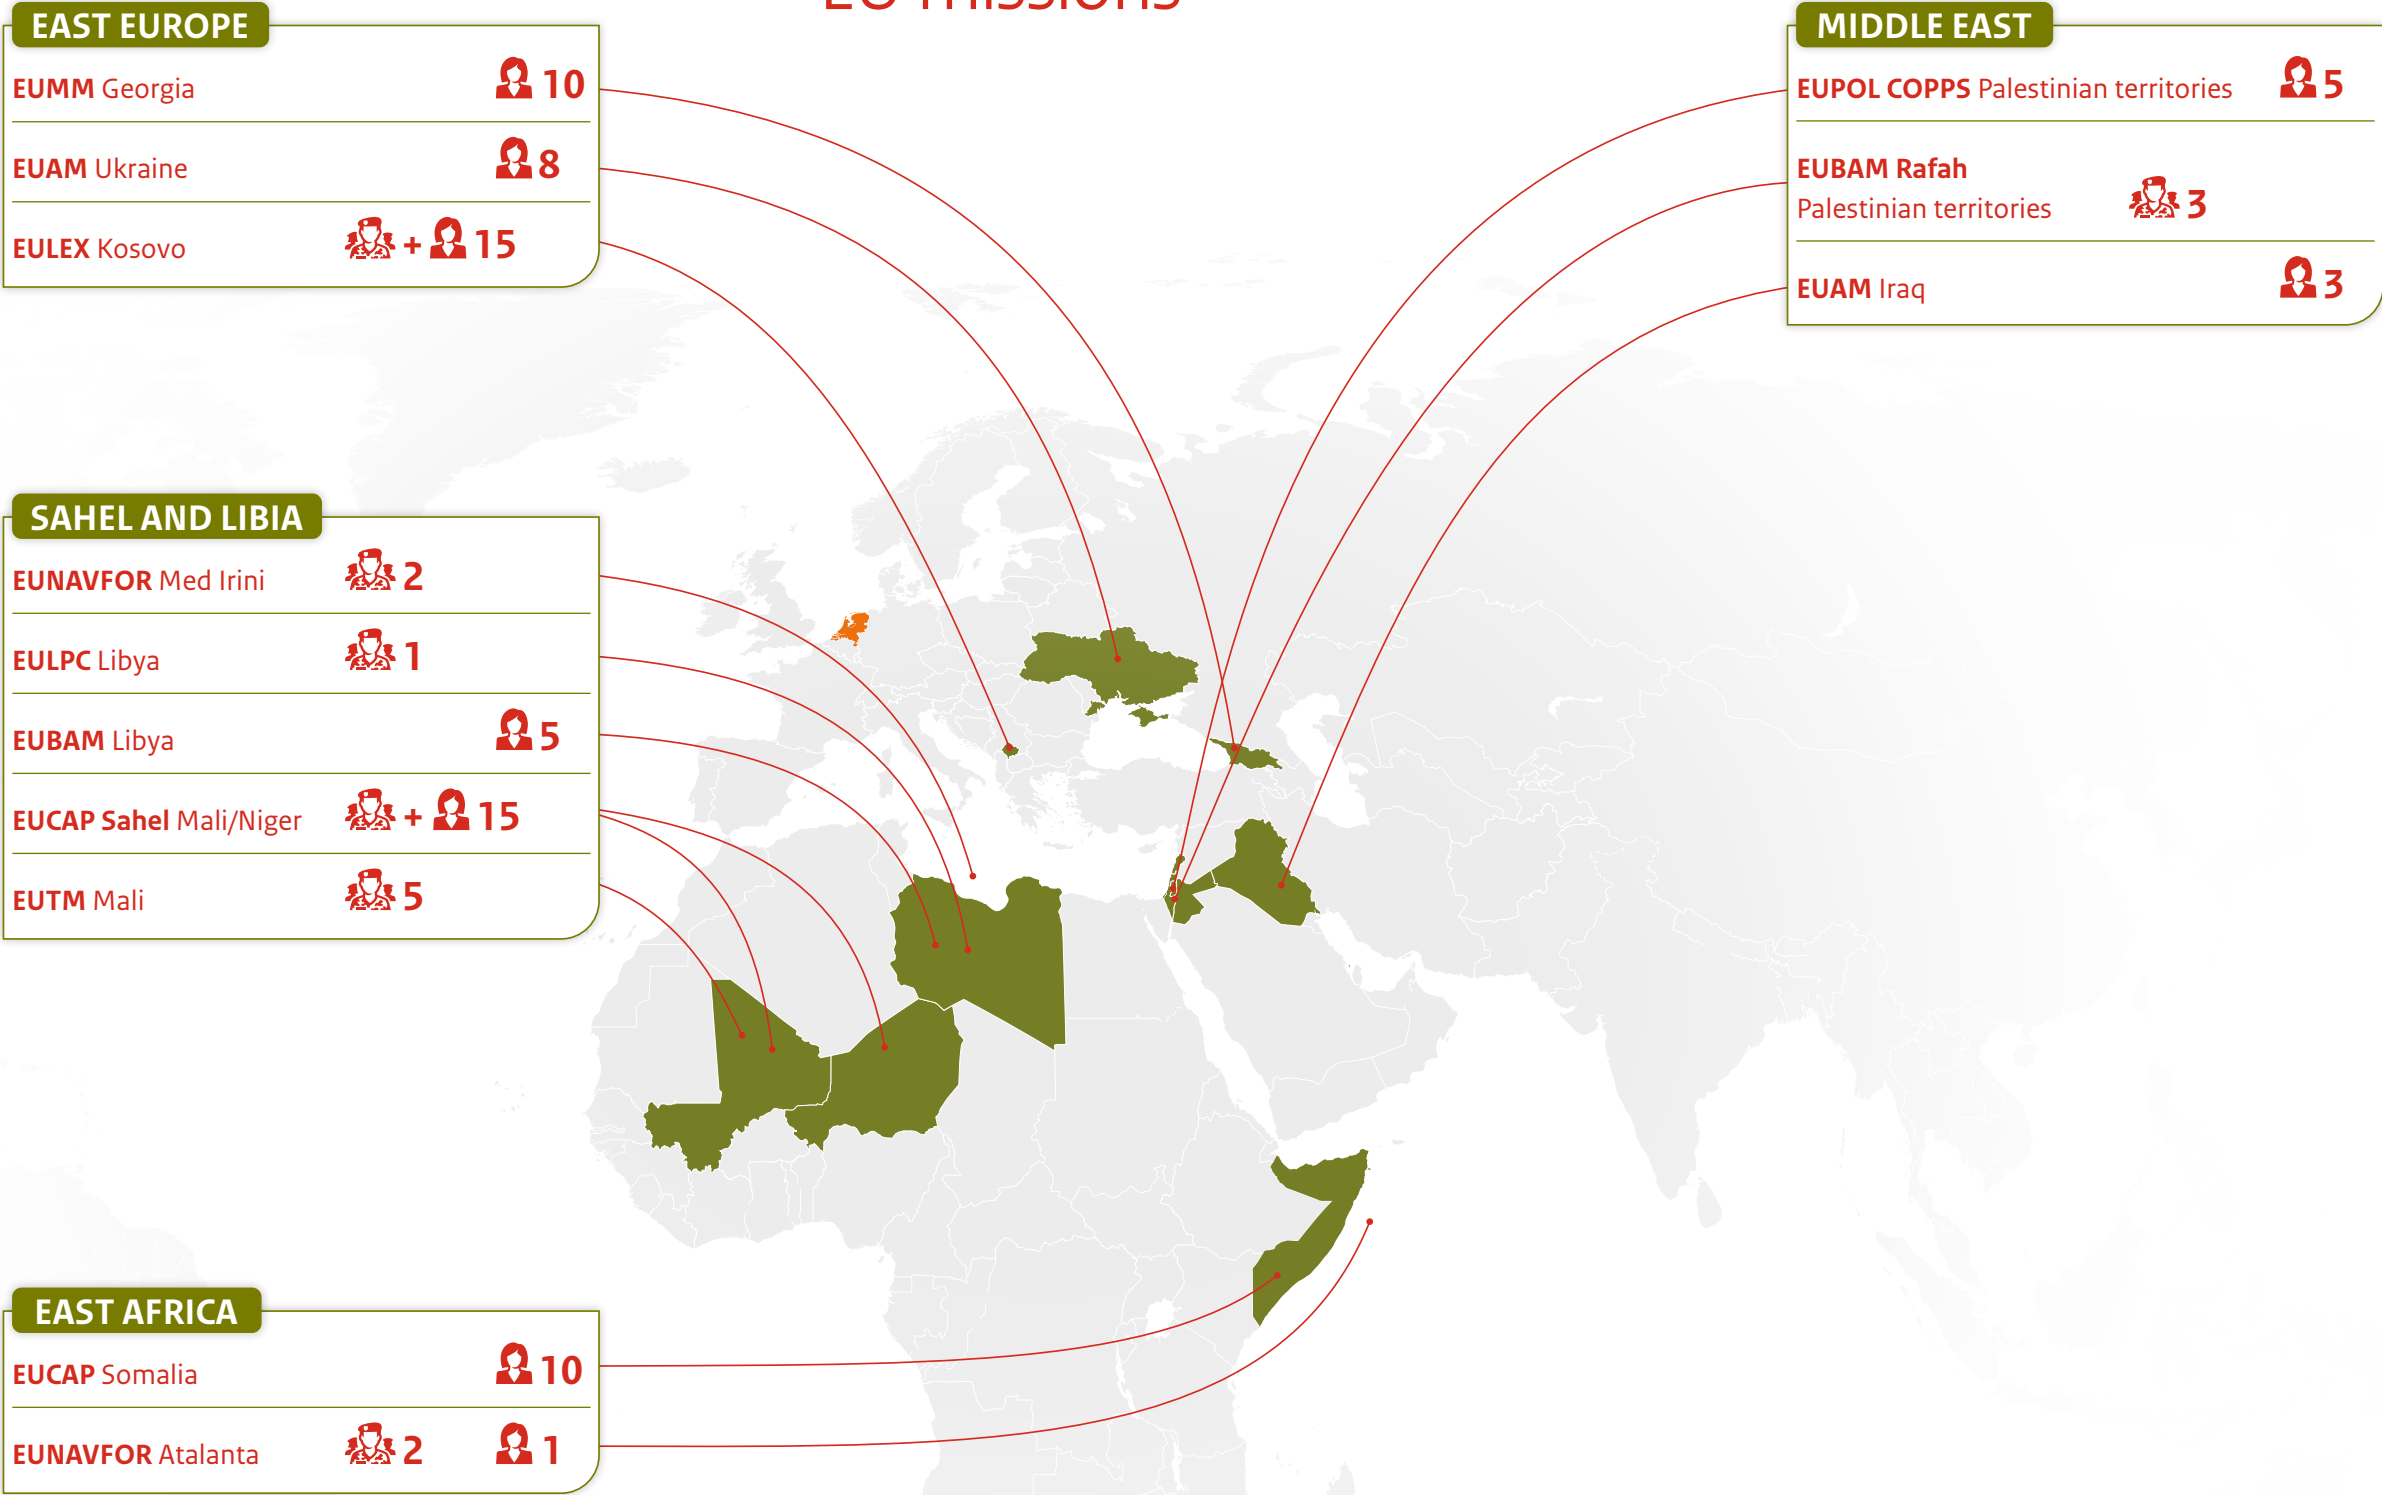 EU missions
EAST EUROPE
EUMM Georgia 10
EUAM Ukraine 8
EULEX Kosovo + 15
MIDDLE EAST
EUPOL COPPS Palestinian territories 5
EUBAM Rafah
Palestinian territories 3
EUAM Iraq 3
SAHEL AND LIBIA
EUNAVFOR Med Irini 2
EULPC Libya 1
EUBAM Libya 5
EUCAP Sahel Mali/Niger + 15
EUTM Mali 5
EAST AFRICA
EUCAP Somalia 10
EUNAVFOR Atalanta 2 1